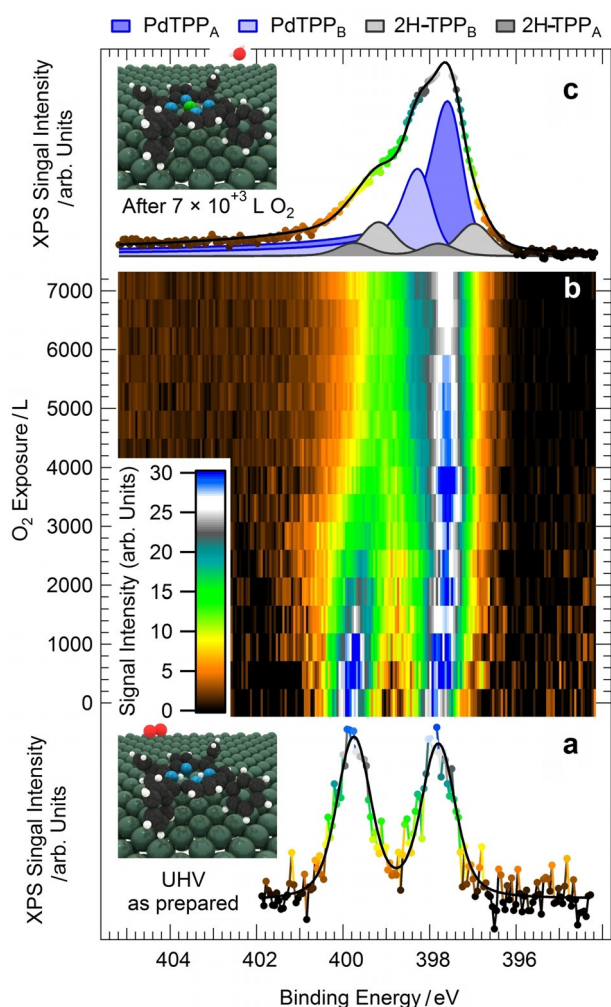 PdTPP_A PdTPP_B 2H-TPP_B 2H-TPP_A
XPS Singal Intensity
/arb. Units
c
After 7 × 10⁺³ L O₂
b
O₂ Exposure / L
7000
6000
5000
4000
3000
2000
1000
0
Signal Intensity (arb. Units)
30
25
20
15
10
5
0
XPS Singal Intensity
/arb. Units
a
UHV
as prepared
404 402 400 398 396
Binding Energy / eV